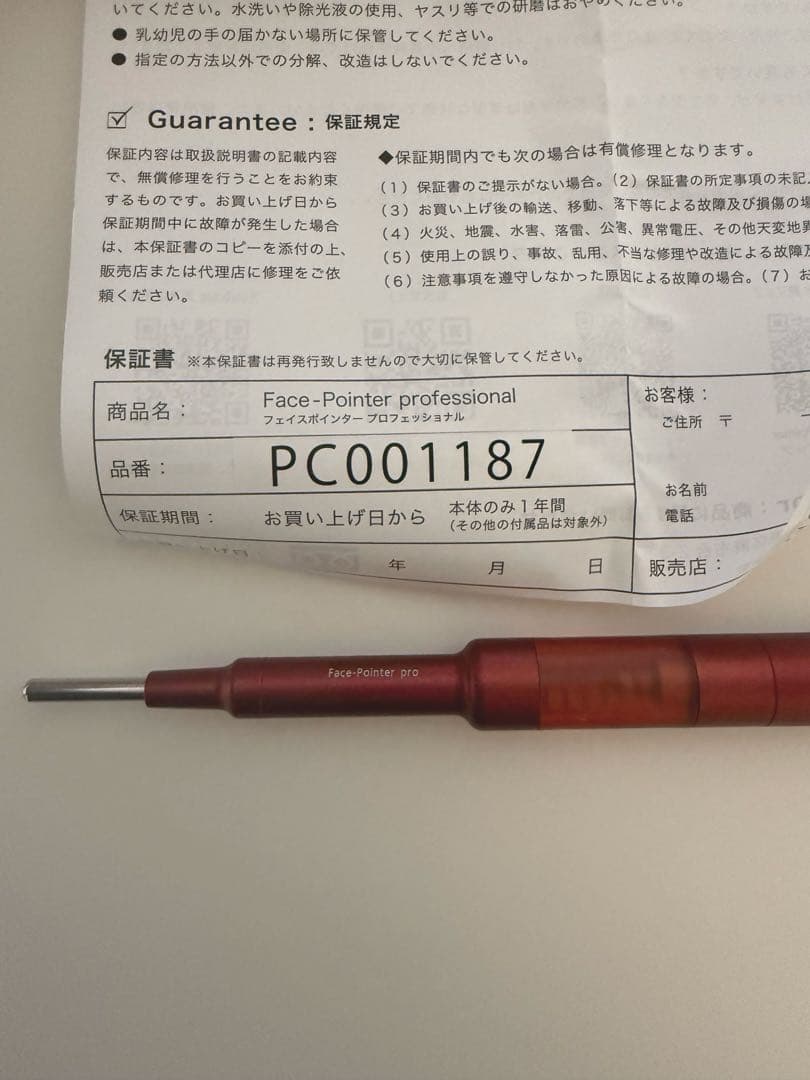 いてください。水洗いや除光液の使用、ヤスリ等での研磨はおやめください。
● 乳幼児の手の届かない場所に保管してください。
● 指定の方法以外での分解、改造はしないでください。
Guarantee : 保証規定
保証内容は取扱説明書の記載内容
で、無償修理を行うことをお約束
するものです。お買い上げ日から
保証期間中に故障が発生した場合
は、本保証書のコピーを添付の上、
販売店または代理店に修理をご依
頼ください。
◆保証期間内でも次の場合は有償修理となります。
(1) 保証書のご提示がない場合。(2) 保証書の所定事項の未記
(3) お買い上げ後の輸送、移動、落下等による故障及び損傷の場
(4) 火災、地震、水害、落雷、公害、異常電圧、その他天変地異
(5) 使用上の誤り、事故、乱用、不当な修理や改造による故障及
(6) 注意事項を遵守しなかった原因による故障の場合。(7) お
保証書 ※本保証書は再発行致しませんので大切に保管してください。
商品名: Face-Pointer professional
フェイスポインター プロフェッショナル
品番: PC001187
保証期間: お買い上げ日から 本体のみ1年間
(その他の付属品は対象外)
年 月 日
お客様:
ご住所 〒
お名前
電話
販売店:
Face-Pointer pro